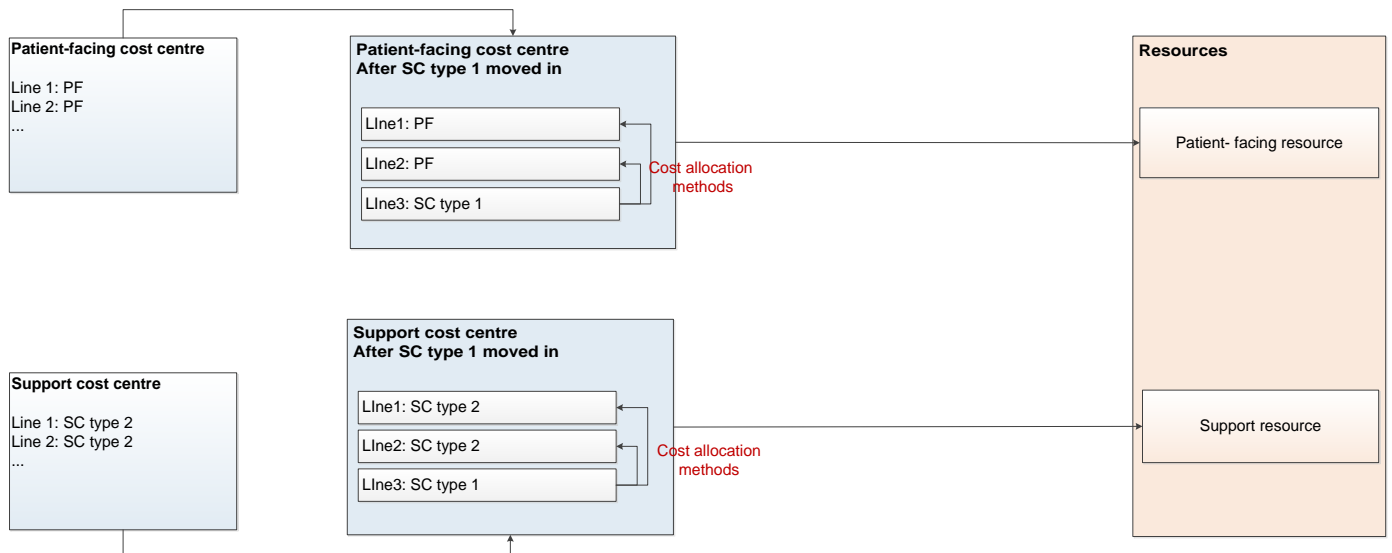 Patient-facing cost centre
Line 1: PF
Line 2: PF
...
Patient-facing cost centre
After SC type 1 moved in
LIne1: PF
LIne2: PF
LIne3: SC type 1
Cost allocation
methods
Resources
Patient- facing resource
Support cost centre
Line 1: SC type 2
Line 2: SC type 2
...
Support cost centre
After SC type 1 moved in
LIne1: SC type 2
LIne2: SC type 2
LIne3: SC type 1
Cost allocation
methods
Support resource